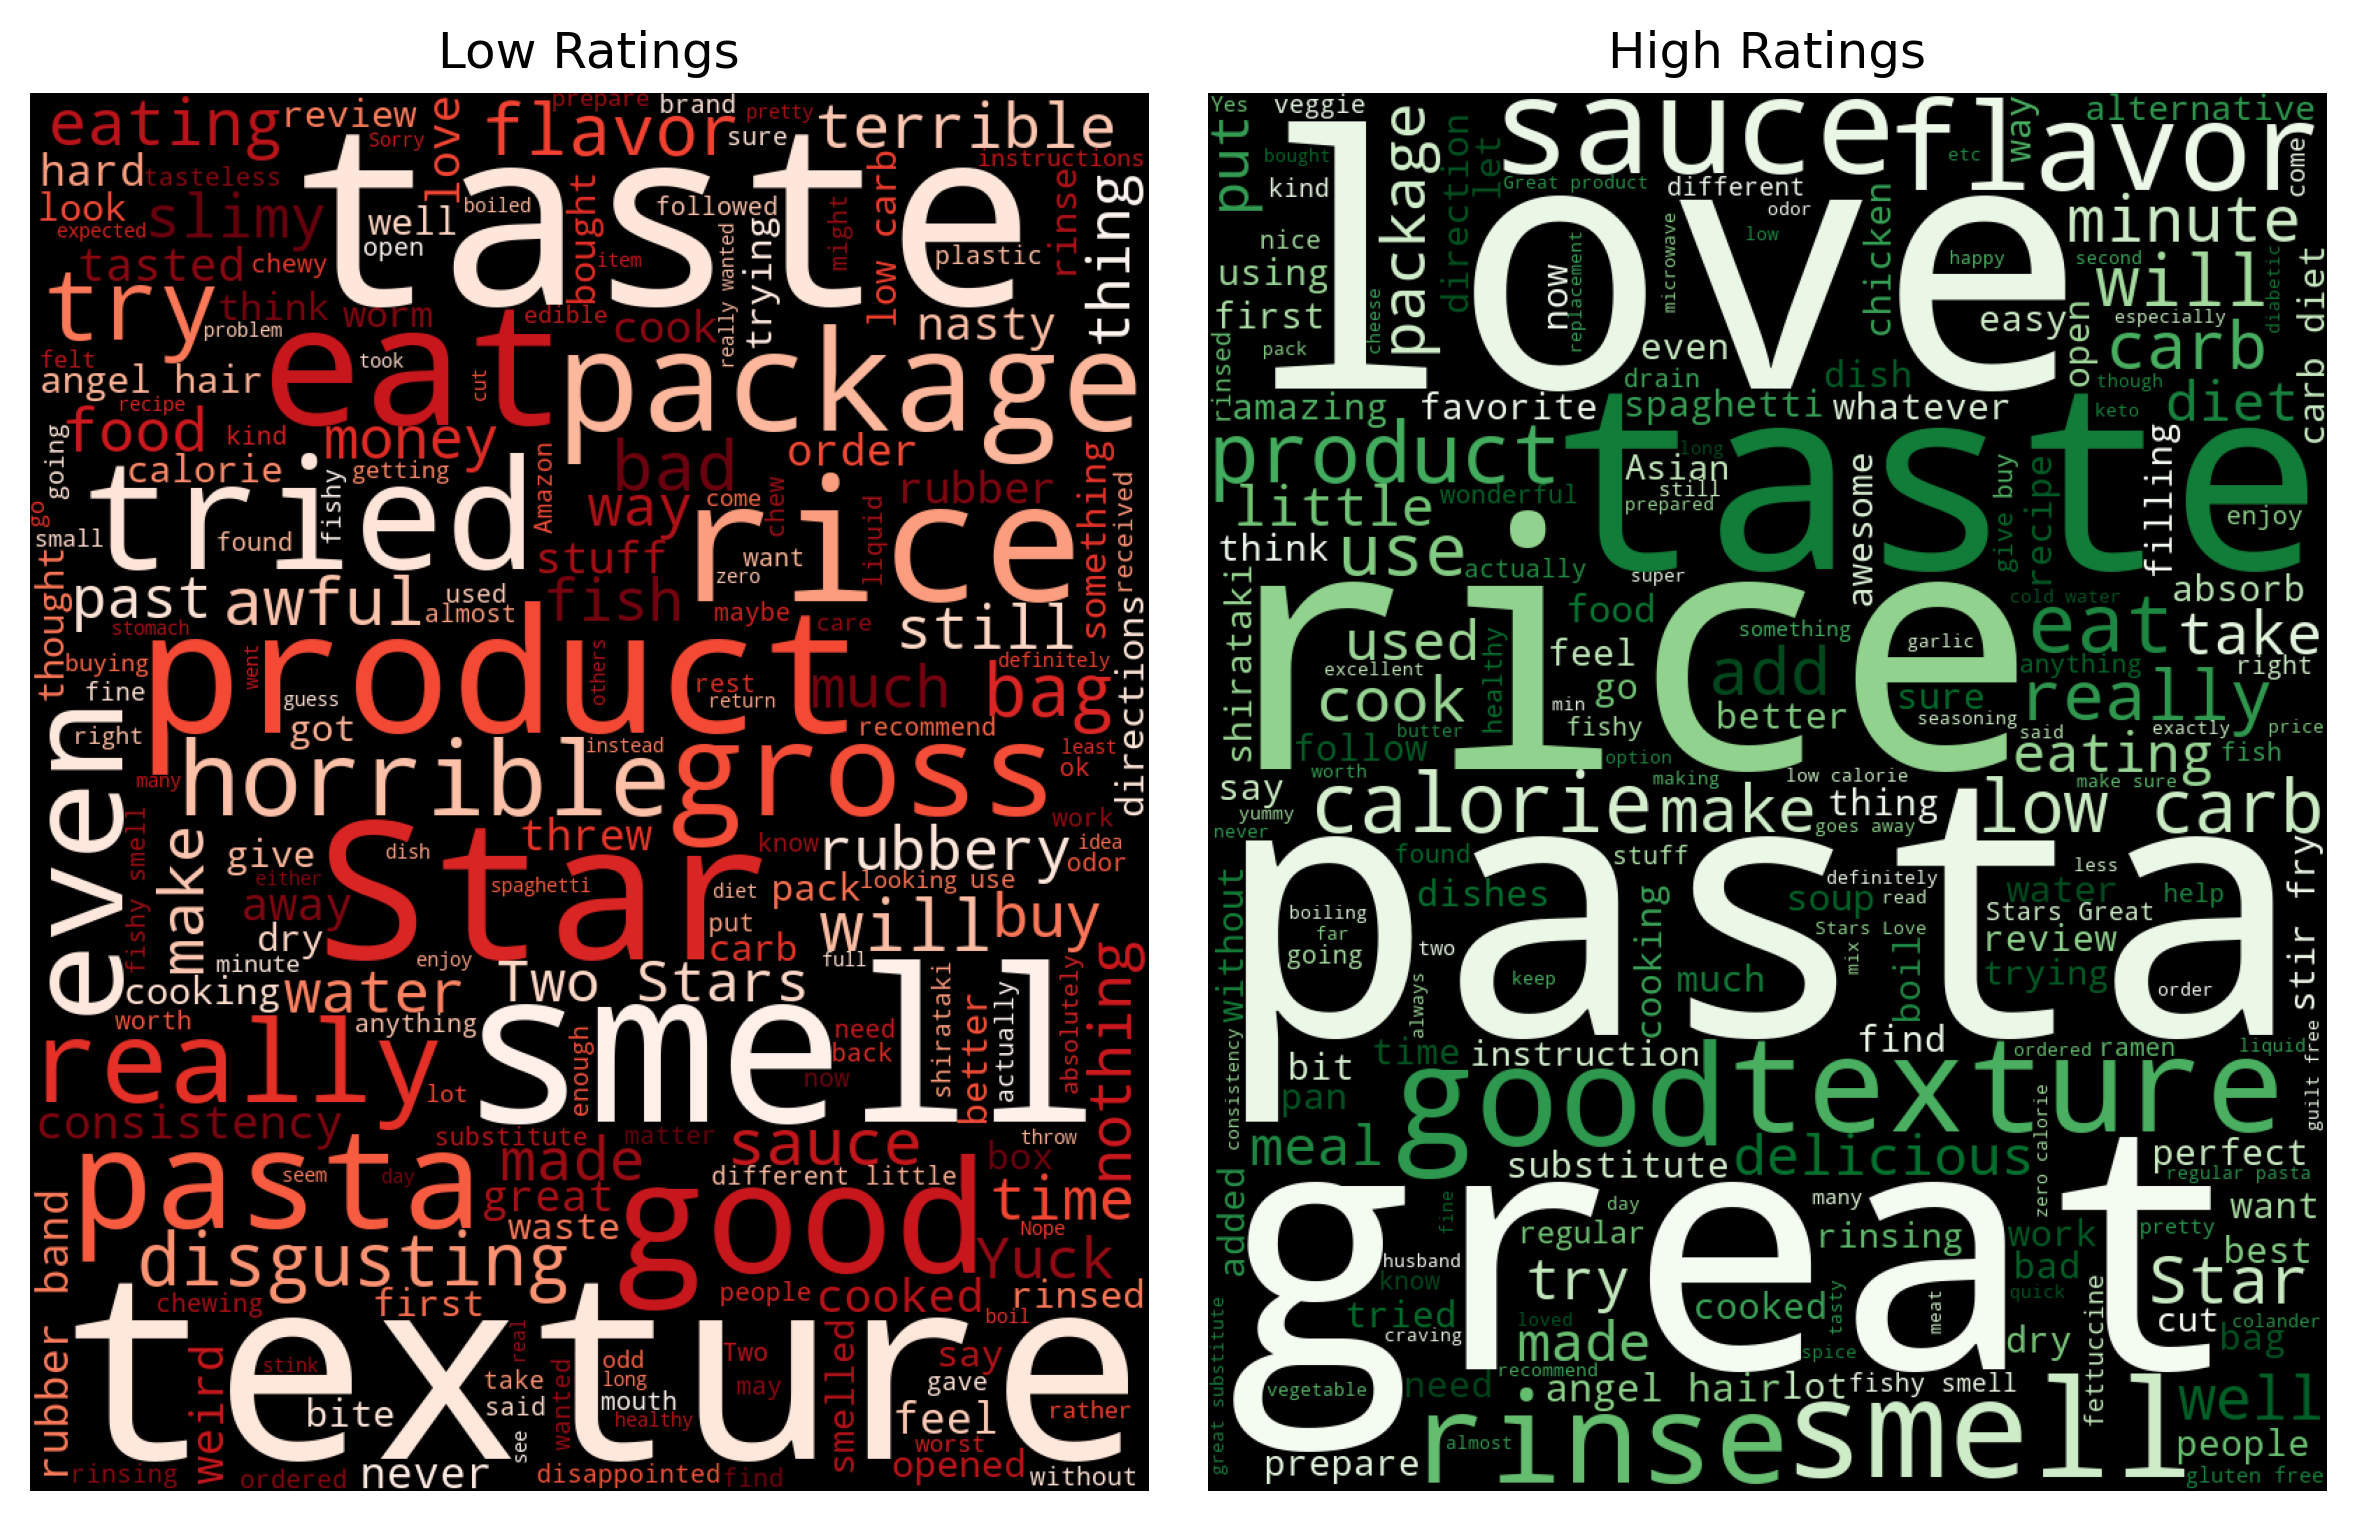 Low Ratings
eating
review
love
prepare
brand
pretty
flavor
Sorry
sure
terrible
hard
tasteless
taste
instructions
look
slimy
expected
well
boiled
followed
open
bought
might
low carb
rinse
thing
tasted
chewy
item
really wanted
trying
plastic
try
think
worm
problem
edible
cook
nasty
felt
took
eat
package
angel hair
cut
recipe
food
kind
money
bad
order
going
calorie
getting
tried
fishy
Amazon
way
come
chew
rubber
something
received
go
small
found
stuff
rice
want
zero
liquid
thought
past
awful
used
almost
fish
maybe
care
still
directions
stomach
buying
product
went
others
rest
return
much
definitely
bag
fine
guess
right
got
recommend
even
many
horrible
instead
gross
least
ok
fishy smell
make
give
Star
threw
dish
know
work
rubbery
idea
odor
either
away
spaghetti
diet
pack
looking use
dry
put
carb
will
buy
minute
enjoy
full
cooking
water
Two Stars
nothing
worth
anything
smell
need
back
now
shirataki
better
actually
absolutely
really
lot
enough
consistency
substitute
matter
sauce
throw
pasta
seem
day
made
great
different little
box
good
time
waste
Nope
rubber band
disgusting
Yuck
chewing
first
people
cooked
rinsed
boil
texture
weird
stink
real
odd
long
Two
may
smelled
say
bite
take
said
wanted
mouth
healthy
gave
feel
rather
see
worst
rinsing
ordered
never
disappointed
find
opened
without
High Ratings
Yes
veggie
put
bought
kind
package
direction
let
sauce
flavor
etc
way
alternative
come
Great product
different
odor
love
low
minute
nice
using
first
cheese
now
replacement
microwave
chicken
happy
second
will
diabetic
carb diet
easy
especially
open
rinsed
pack
even
carb
drain
dish
though
amazing
favorite
spaghetti
whatever
keto
diet
product
long
taste
Asian
still
prepared
little
wonderful
awesome
give buy
recipe
filling
enjoy
think
use
actually
super
shirataki
rice
food
cold water
absorb
used
something
garlic
eat
take
excellent
healthy
feel
anything
right
cook
go
add
sure
really
min
fishy
better
seasoning
said
exactly
price
follow
butter
option
eating
fish
worth
making
low calorie
make sure
say
yummy
never
calorie
make
thing
goes away
low carb
found
stuff
pasta
less
stir fry
dishes
definitely
soup
read
water
help
boiling
far
going
Stars Great
Stars Love
review
Without
two
keep
always
cooking
much
mix
boil
trying
order
consistency
bit
time
instruction
find
ordered
ramen
liquid
guilt free
pan
good
texture
meal
substitute
delicious
zero calorie
perfect
regular pasta
added
great
fine
day
many
want
regular
rinsing
work
pretty
husband
know
try
bad
best
quick
Star
great substitute
tried
craving
loved
cooked
tasty
meat
fettuccine
cut
colander
made
spice
dry
bag
recommend
vegetable
need
angel hair
lot
fishy smell
well
rinse
smell
almost
people
prepare
gluten free